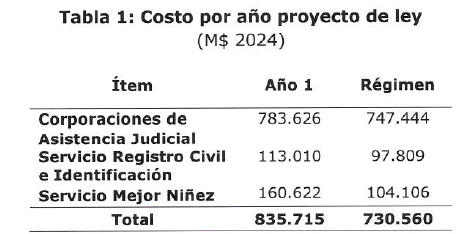 Tabla 1: Costo por año proyecto de ley
(M$ 2024)
Ítem Año 1 Régimen
Corporaciones de Asistencia Judicial 783.626 747.444
Servicio Registro Civil e Identificación 113.010 97.809
Servicio Mejor Niñez 160.622 104.106
Total 835.715 730.560